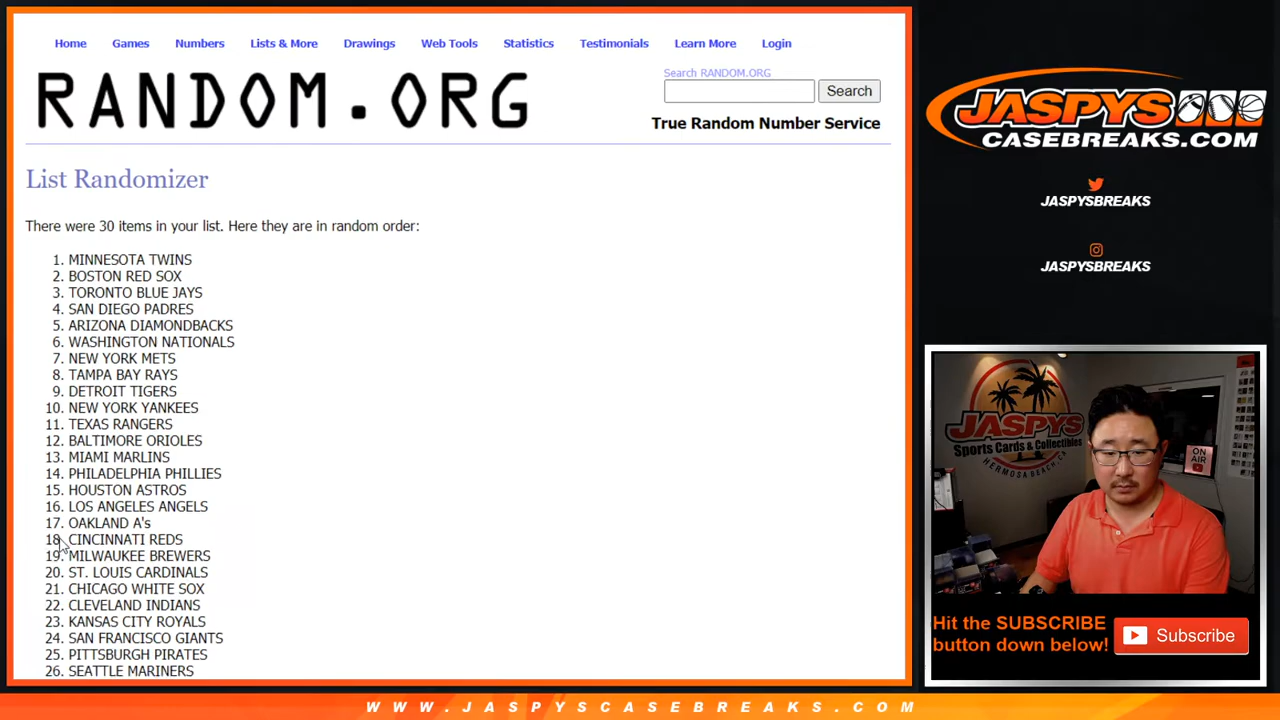 Home Games Numbers Lists & More Drawings Web Tools Statistics Testimonials Learn More Login
RANDOM.ORG
Search RANDOM.ORG
Search
True Random Number Service
List Randomizer
There were 30 items in your list. Here they are in random order:
1. MINNESOTA TWINS
2. BOSTON RED SOX
3. TORONTO BLUE JAYS
4. SAN DIEGO PADRES
5. ARIZONA DIAMONDBACKS
6. WASHINGTON NATIONALS
7. NEW YORK METS
8. TAMPA BAY RAYS
9. DETROIT TIGERS
10. NEW YORK YANKEES
11. TEXAS RANGERS
12. BALTIMORE ORIOLES
13. MIAMI MARLINS
14. PHILADELPHIA PHILLIES
15. HOUSTON ASTROS
16. LOS ANGELES ANGELS
17. OAKLAND A's
18. CINCINNATI REDS
19. MILWAUKEE BREWERS
20. ST. LOUIS CARDINALS
21. CHICAGO WHITE SOX
22. CLEVELAND INDIANS
23. KANSAS CITY ROYALS
24. SAN FRANCISCO GIANTS
25. PITTSBURGH PIRATES
26. SEATTLE MARINERS
JASPYS
CASEBREAKS.COM
JASPYSBREAKS
JASPYSBREAKS
JASPYS
Sports Cards & Collectibles
HERMOSA BEACH,
ON AIR
Hit the SUBSCRIBE
button down below!
Subscribe
WWW.JASPYSCASEBREAKS.COM